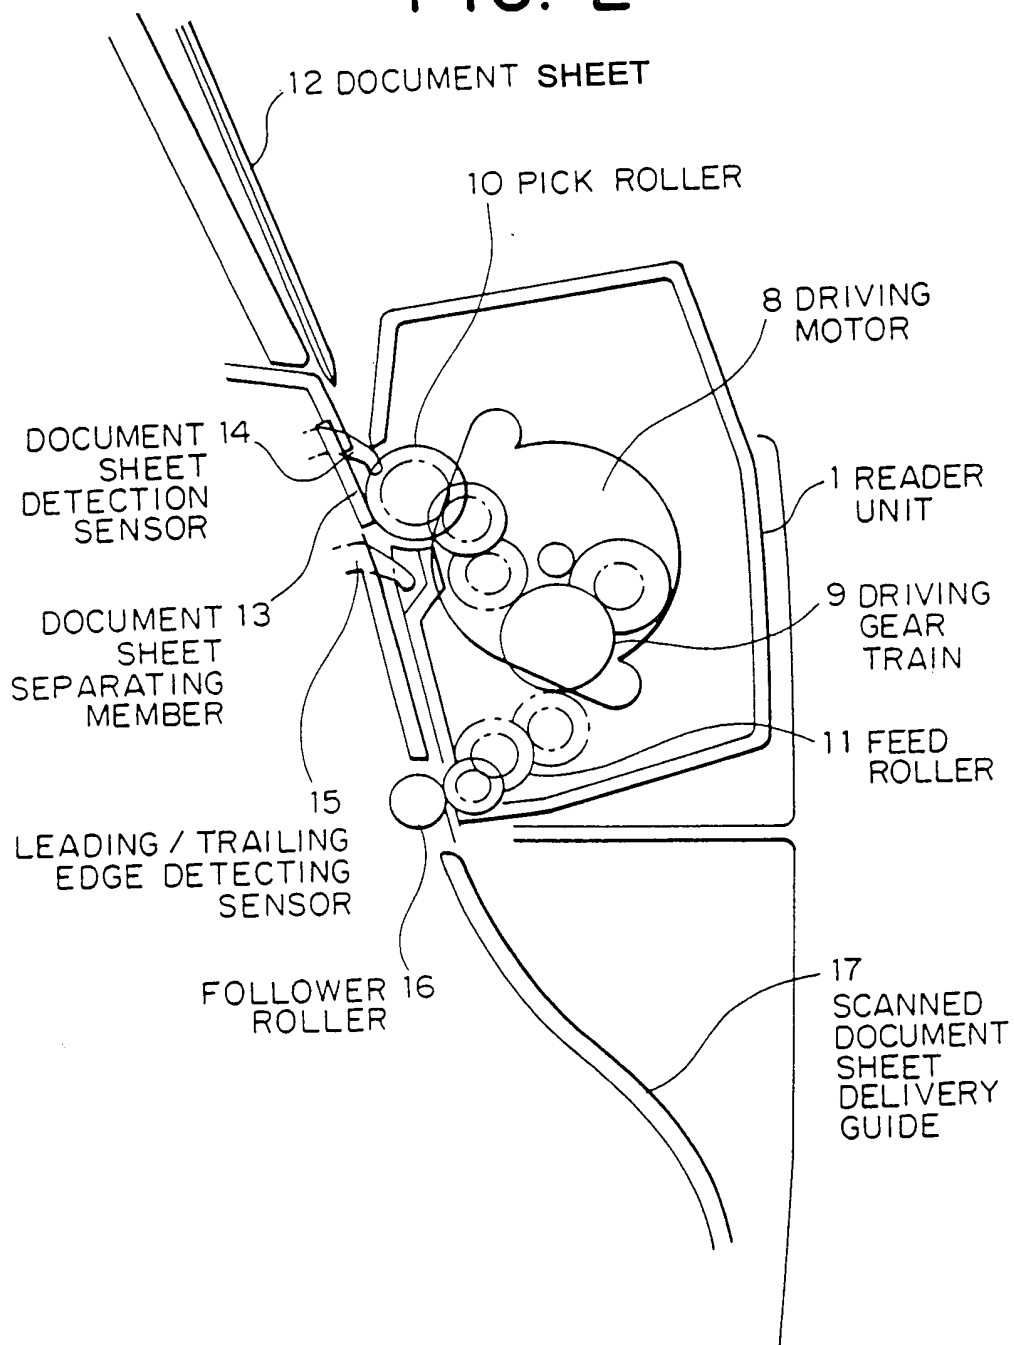 FIG. 2
12 DOCUMENT SHEET
10 PICK ROLLER
8 DRIVING
MOTOR
DOCUMENT 14
SHEET
DETECTION
SENSOR
1 READER
UNIT
9 DRIVING
GEAR
TRAIN
DOCUMENT 13
SHEET
SEPARATING
MEMBER
11 FEED
ROLLER
15
LEADING / TRAILING
EDGE DETECTING
SENSOR
FOLLOWER 16
ROLLER
17
SCANNED
DOCUMENT
SHEET
DELIVERY
GUIDE